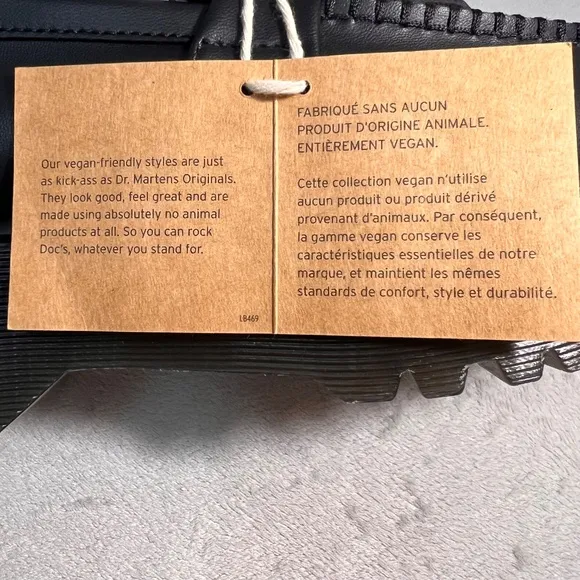 Our vegan-friendly styles are just
as kick-ass as Dr. Martens Originals.
They look good, feel great and are
made using absolutely no animal
products at all. So you can rock
Doc's, whatever you stand for.
LB469
FABRIQUÉ SANS AUCUN
PRODUIT D'ORIGINE ANIMALE.
ENTIÈREMENT VEGAN.
Cette collection vegan n'utilise
aucun produit ou produit dérivé
provenant d'animaux. Par conséquent,
la gamme vegan conserve les
caractéristiques essentielles de notre
marque, et maintient les mêmes
standards de confort, style et durabilité.